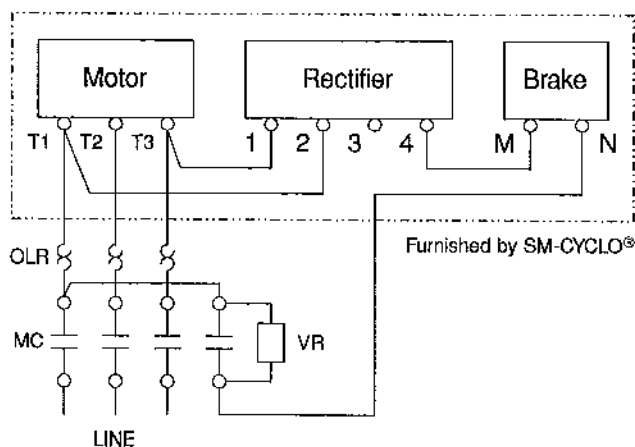 Motor Rectifier Brake
T1 T2 T3 1 2 3 4 M N
Furnished by SM-CYCLO®
OLR
MC VR
LINE